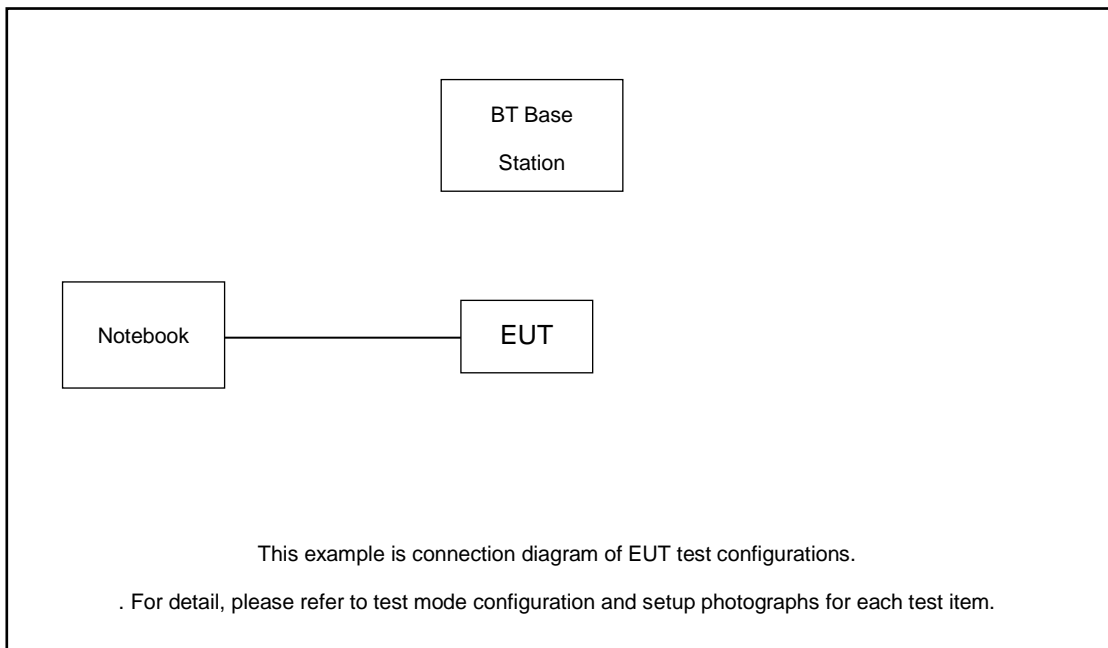 BT Base
Station
Notebook
EUT
This example is connection diagram of EUT test configurations.
. For detail, please refer to test mode configuration and setup photographs for each test item.